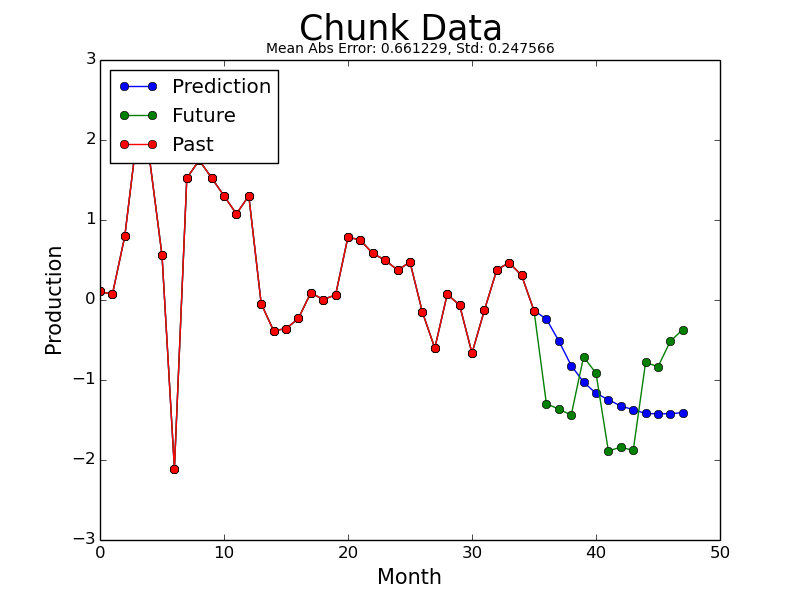 Chunk Data
Mean Abs Error: 0.661229, Std: 0.247566
Prediction
Future
Past
3
2
1
0
−1
−2
−3
Production
0 10 20 30 40 50
Month